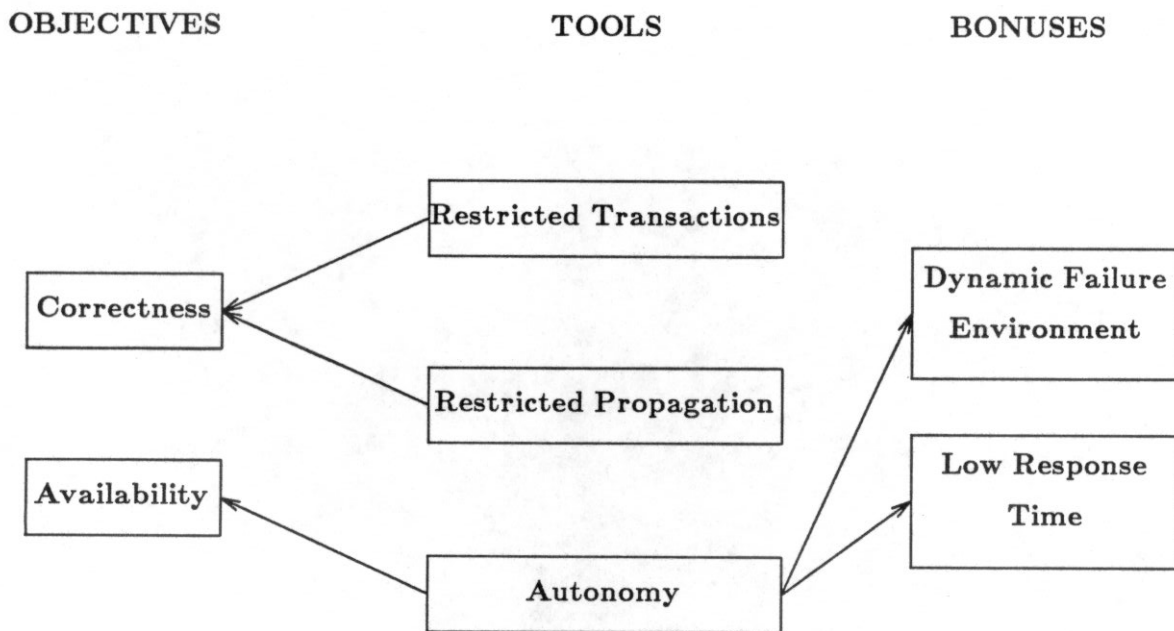 OBJECTIVES
TOOLS
BONUSES
Restricted Transactions
Correctness
Dynamic Failure
Environment
Restricted Propagation
Availability
Low Response
Time
Autonomy